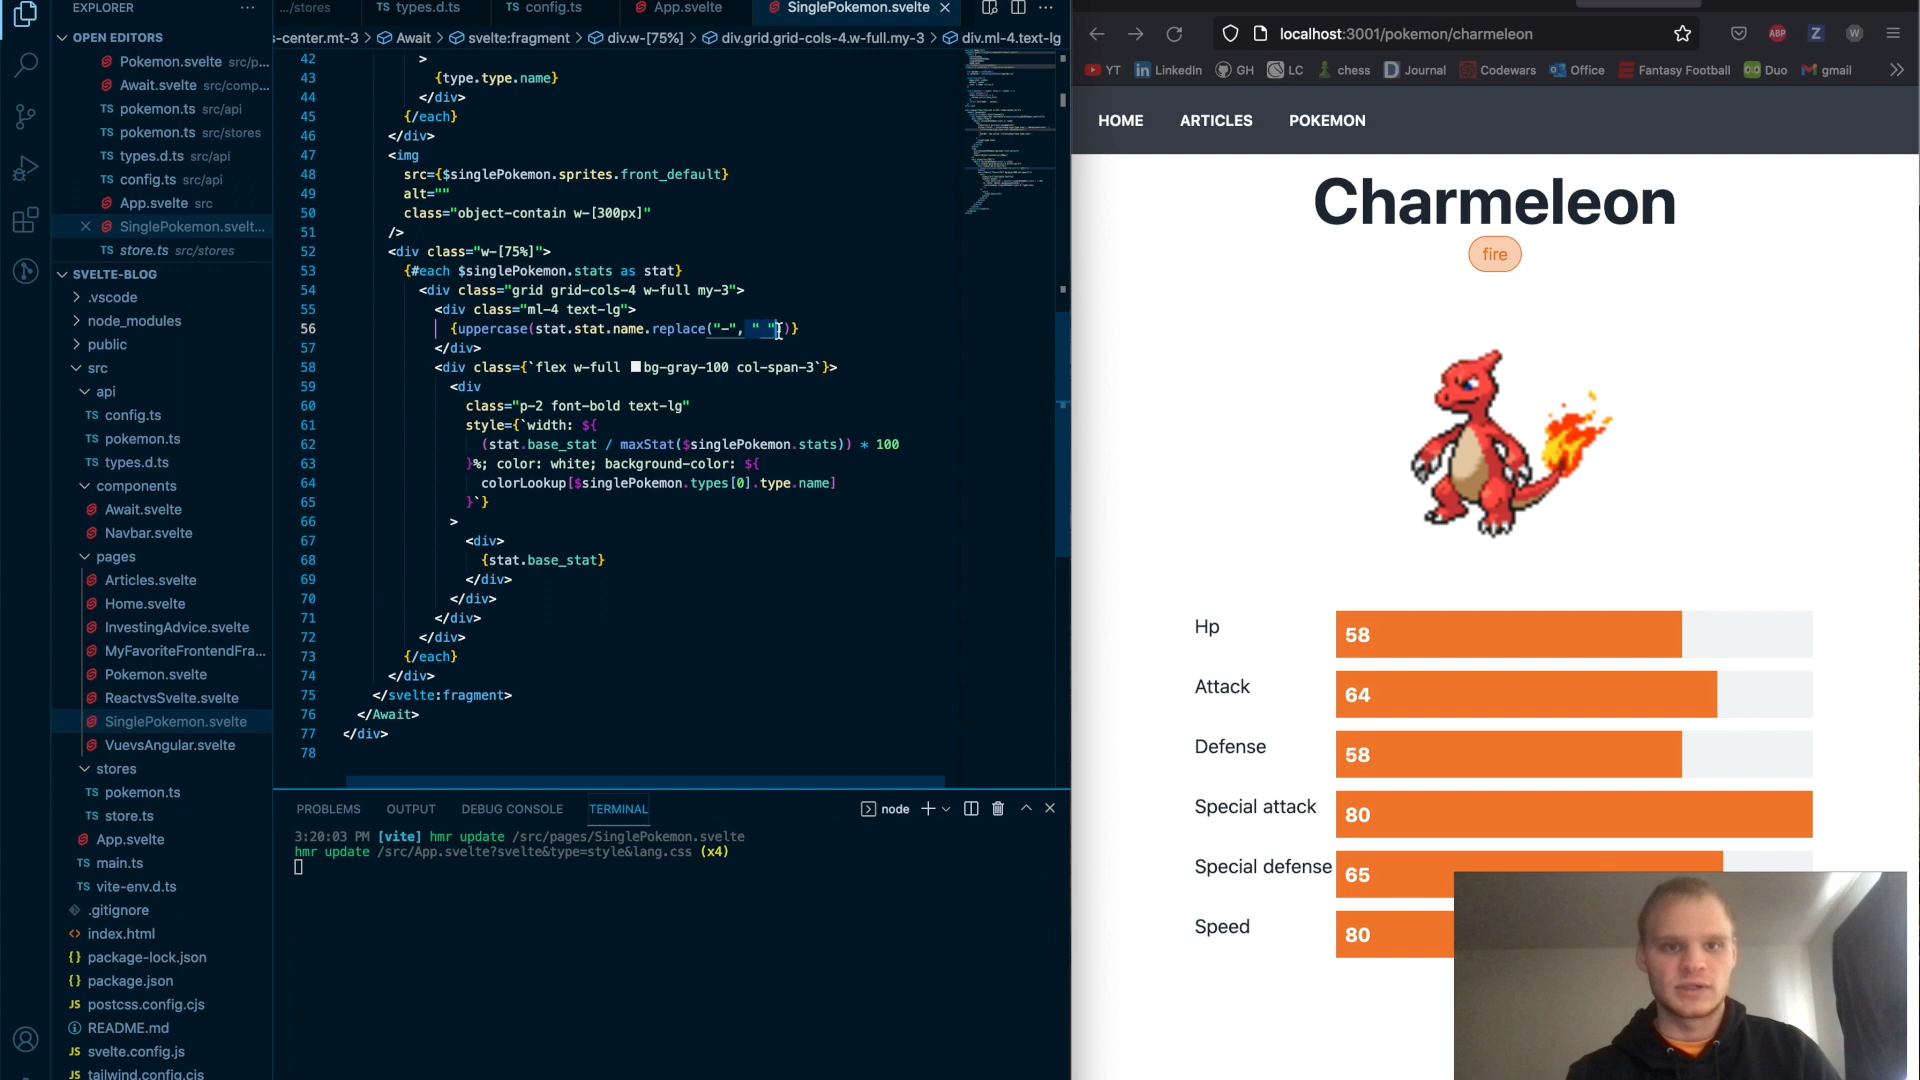 EXPLORER
OPEN EDITORS
Pokemon.svelte src/p...
Await.svelte src/comp...
TS pokemon.ts src/api
TS pokemon.ts src/stores
TS types.d.ts src/api
TS config.ts src/api
App.svelte src
SinglePokemon.svelt...
TS store.ts src/stores
SVELTE-BLOG
.vscode
node_modules
public
src
api
TS config.ts
TS pokemon.ts
TS types.d.ts
components
Await.svelte
Navbar.svelte
pages
Articles.svelte
Home.svelte
InvestingAdvice.svelte
MyFavoriteFrontendFra...
Pokemon.svelte
ReactvsSvelte.svelte
SinglePokemon.svelte
VuevsAngular.svelte
stores
TS pokemon.ts
TS store.ts
App.svelte
TS main.ts
TS vite-env.d.ts
.gitignore
index.html
{} package-lock.json
{} package.json
JS postcss.config.cjs
README.md
JS svelte.config.js
JS tailwind.config.cjs
.../stores TS types.d.ts TS config.ts App.svelte SinglePokemon.svelte
s-center.mt-3 > Await > svelte:fragment > div.w-[75%] > div.grid.grid-cols-4.w-full.my-3 > div.ml-4.text-lg
42 >
43 {type.type.name}
44 </div>
45 {/each}
46 </div>
47 <img
48 src={$singlePokemon.sprites.front_default}
49 alt=""
50 class="object-contain w-[300px]"
51 />
52 <div class="w-[75%]">
53 {#each $singlePokemon.stats as stat}
54 <div class="grid grid-cols-4 w-full my-3">
55 <div class="ml-4 text-lg">
56 {uppercase(stat.stat.name.replace("-", " "))}
57 </div>
58 <div class={`flex w-full bg-gray-100 col-span-3`}>
59 <div
60 class="p-2 font-bold text-lg"
61 style={`width: ${
62 (stat.base_stat / maxStat($singlePokemon.stats)) * 100
63 }%; color: white; background-color: ${
64 colorLookup[$singlePokemon.types[0].type.name]
65 }`}
66 >
67 <div>
68 {stat.base_stat}
69 </div>
70 </div>
71 </div>
72 </div>
73 {/each}
74 </div>
75 </svelte:fragment>
76 </Await>
77 </div>
78
PROBLEMS OUTPUT DEBUG CONSOLE TERMINAL node
3:20:03 PM [vite] hmr update /src/pages/SinglePokemon.svelte
hmr update /src/App.svelte?svelte&type=style&lang.css (x4)
localhost:3001/pokemon/charmeleon
ABP Z W
YT LinkedIn GH LC chess Journal Codewars Office Fantasy Football Duo gmail
HOME ARTICLES POKEMON
Charmeleon
fire
Hp 58
Attack 64
Defense 58
Special attack 80
Special defense 65
Speed 80